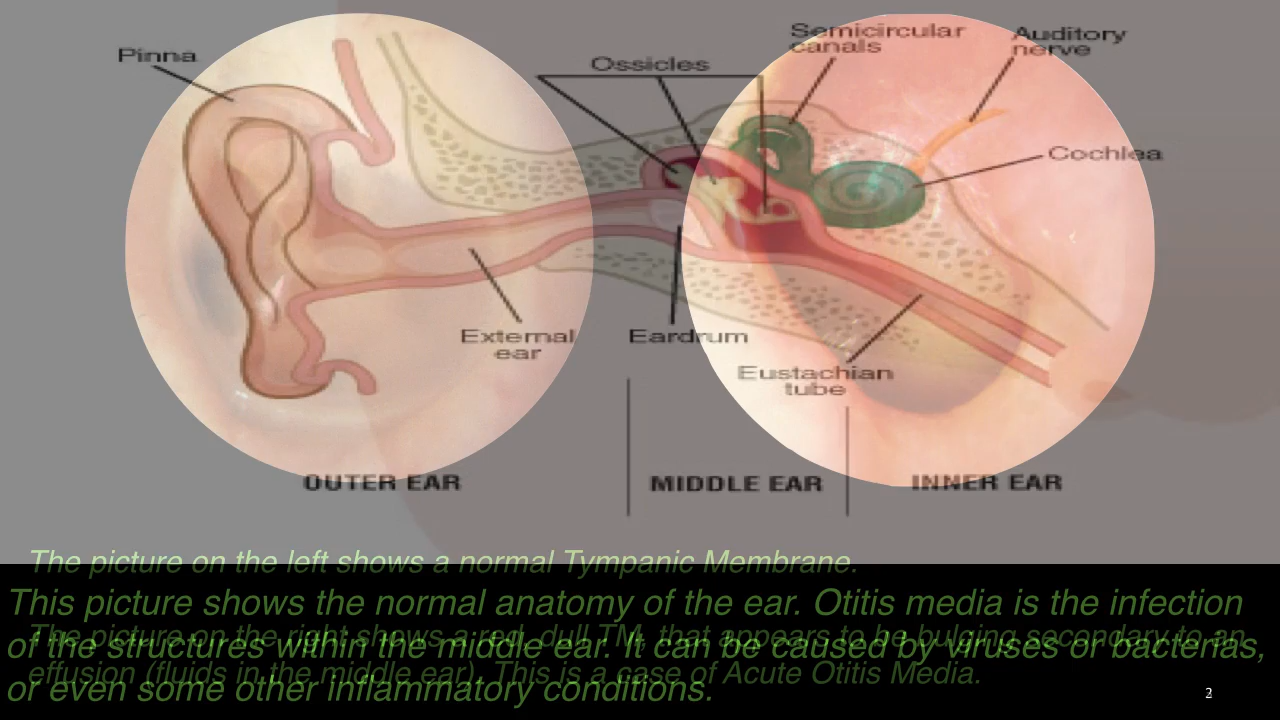 Semicircular
canals
Auditory
nerve
Pinna
Ossicles
Cochlea
External
ear
Eardrum
Eustachian
tube
OUTER EAR
MIDDLE EAR
INNER EAR
The picture on the left shows a normal Tympanic Membrane.
This picture shows the normal anatomy of the ear. Otitis media is the infection
The picture on the right shows a red, dull TM, that appears to be bulging secondary to an
of the structures within the middle ear. It can be caused by viruses or bacterias,
effusion (fluids in the middle ear). This is a case of Acute Otitis Media.
or even some other inflammatory conditions.
2